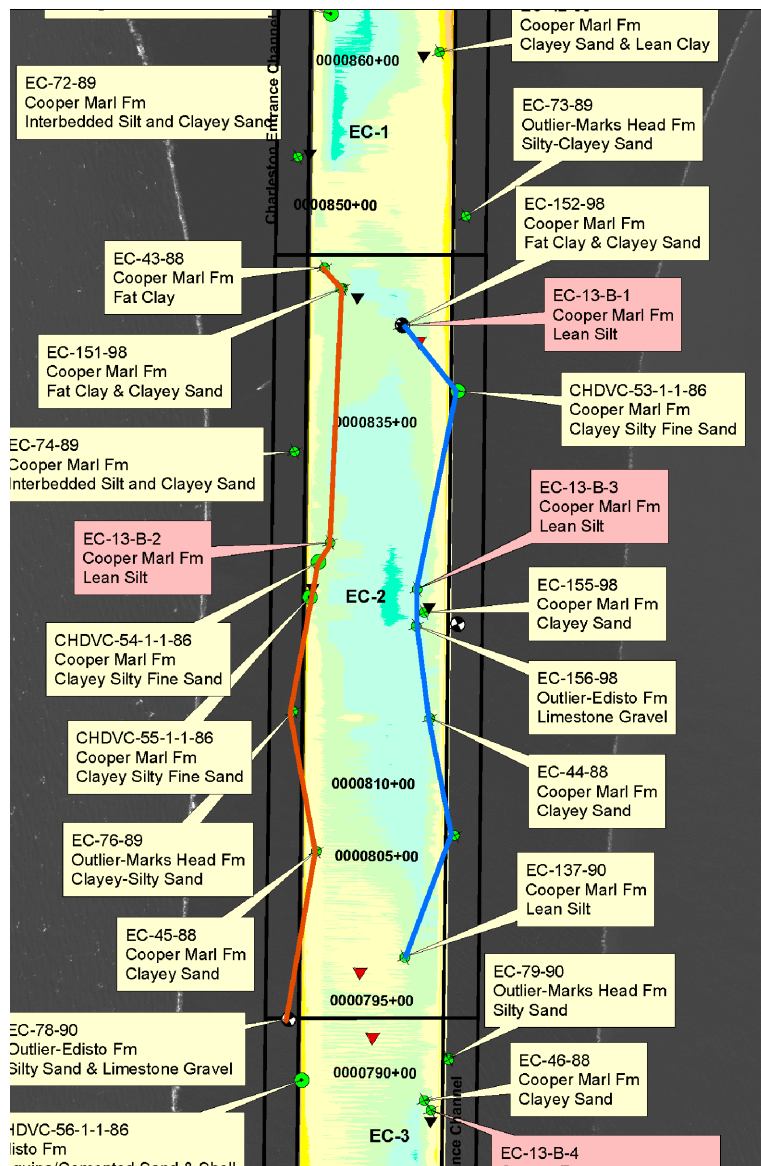 Cooper Marl Fm
Clayey Sand & Lean Clay
0000860+00
EC-72-89
Cooper Marl Fm
Interbedded Silt and Clayey Sand
Charleston Entrance Channel
EC-1
EC-73-89
Outlier-Marks Head Fm
Silty-Clayey Sand
0000850+00
EC-152-98
Cooper Marl Fm
Fat Clay & Clayey Sand
EC-43-88
Cooper Marl Fm
Fat Clay
EC-13-B-1
Cooper Marl Fm
Lean Silt
EC-151-98
Cooper Marl Fm
Fat Clay & Clayey Sand
CHDVC-53-1-1-86
Cooper Marl Fm
Clayey Silty Fine Sand
0000835+00
EC-74-89
Cooper Marl Fm
Interbedded Silt and Clayey Sand
EC-13-B-3
Cooper Marl Fm
Lean Silt
EC-13-B-2
Cooper Marl Fm
Lean Silt
EC-2
EC-155-98
Cooper Marl Fm
Clayey Sand
CHDVC-54-1-1-86
Cooper Marl Fm
Clayey Silty Fine Sand
EC-156-98
Outlier-Edisto Fm
Limestone Gravel
CHDVC-55-1-1-86
Cooper Marl Fm
Clayey Silty Fine Sand
EC-44-88
Cooper Marl Fm
Clayey Sand
0000810+00
EC-76-89
Outlier-Marks Head Fm
Clayey-Silty Sand
0000805+00
EC-137-90
Cooper Marl Fm
Lean Silt
EC-45-88
Cooper Marl Fm
Clayey Sand
EC-79-90
Outlier-Marks Head Fm
Silty Sand
0000795+00
EC-78-90
Outlier-Edisto Fm
Silty Sand & Limestone Gravel
EC-46-88
Cooper Marl Fm
Clayey Sand
0000790+00
nce Channel
HDVC-56-1-1-86
listo Fm
EC-3
EC-13-B-4